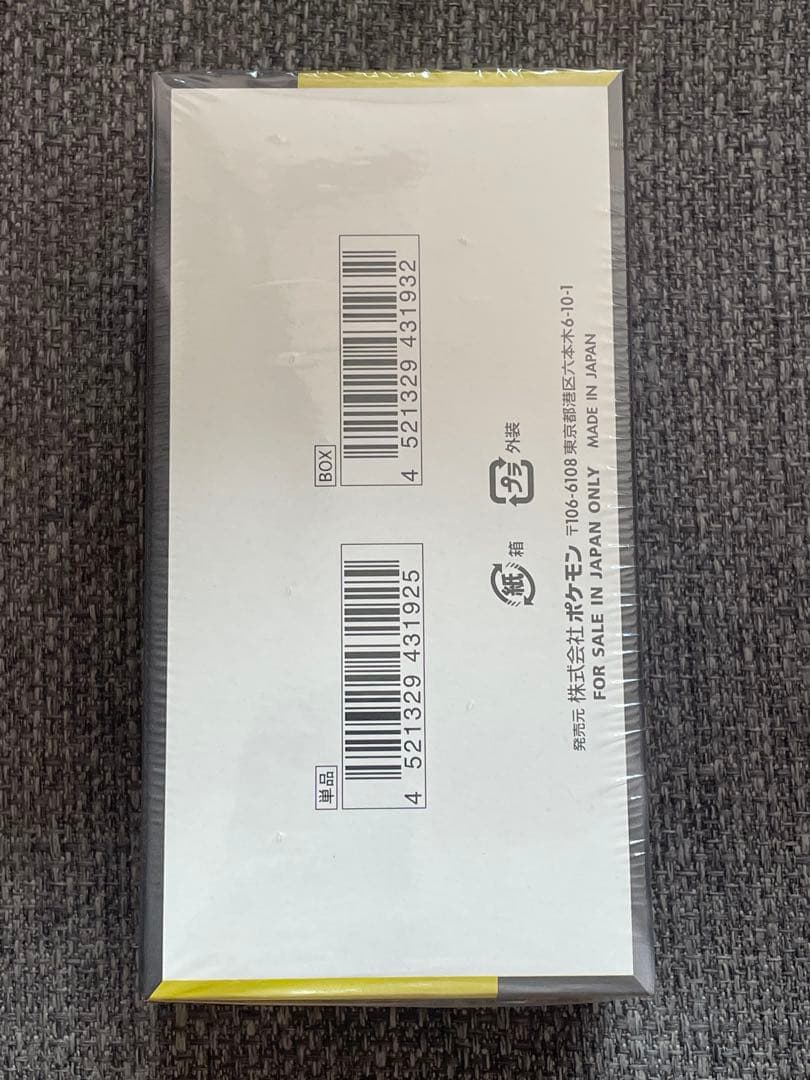 単品
4 521329 431925
BOX
4 521329 431932
紙 箱
プラ 外装
発売元 株式会社ポケモン 〒106-6108 東京都港区六本木6-10-1
FOR SALE IN JAPAN ONLY MADE IN JAPAN